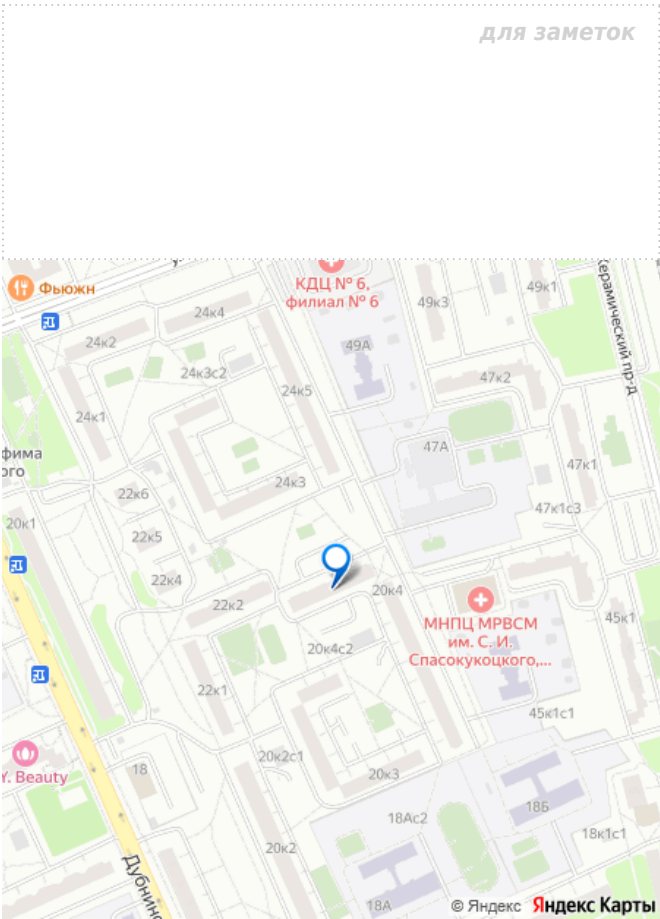 для заметок
Фьюжн
КДЦ № 6,
филиал № 6
49к3
49к1
Керамический пр-д
24к4
24к2
49А
24к3с2
47к2
24к5
24к1
47А
фима
ого
47к1
24к3
22к6
47к1с3
20к1
22к5
22к4
20к4
22к2
МНПЦ МРВСМ
им. С. И.
Спасокукоцкого,...
45к1
20к4с2
22к1
45к1с1
20к2с1
Y. Beauty
18
20к3
18Б
18Ас2
18к1с1
20к2
Дубнинс
18А
© Яндекс Яндекс Карты